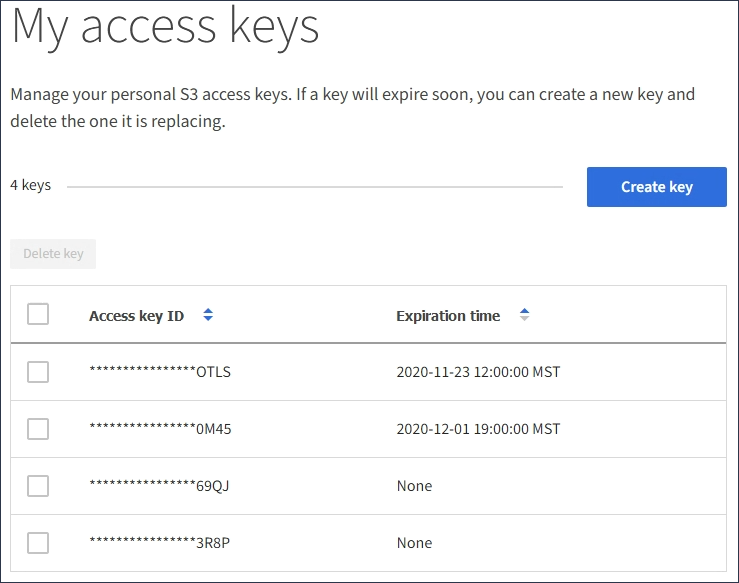 My access keys
Manage your personal S3 access keys. If a key will expire soon, you can create a new key and
delete the one it is replacing.
4 keys
Create key
Delete key
Access key ID Expiration time
****************OTLS 2020-11-23 12:00:00 MST
****************0M45 2020-12-01 19:00:00 MST
****************69QJ None
****************3R8P None